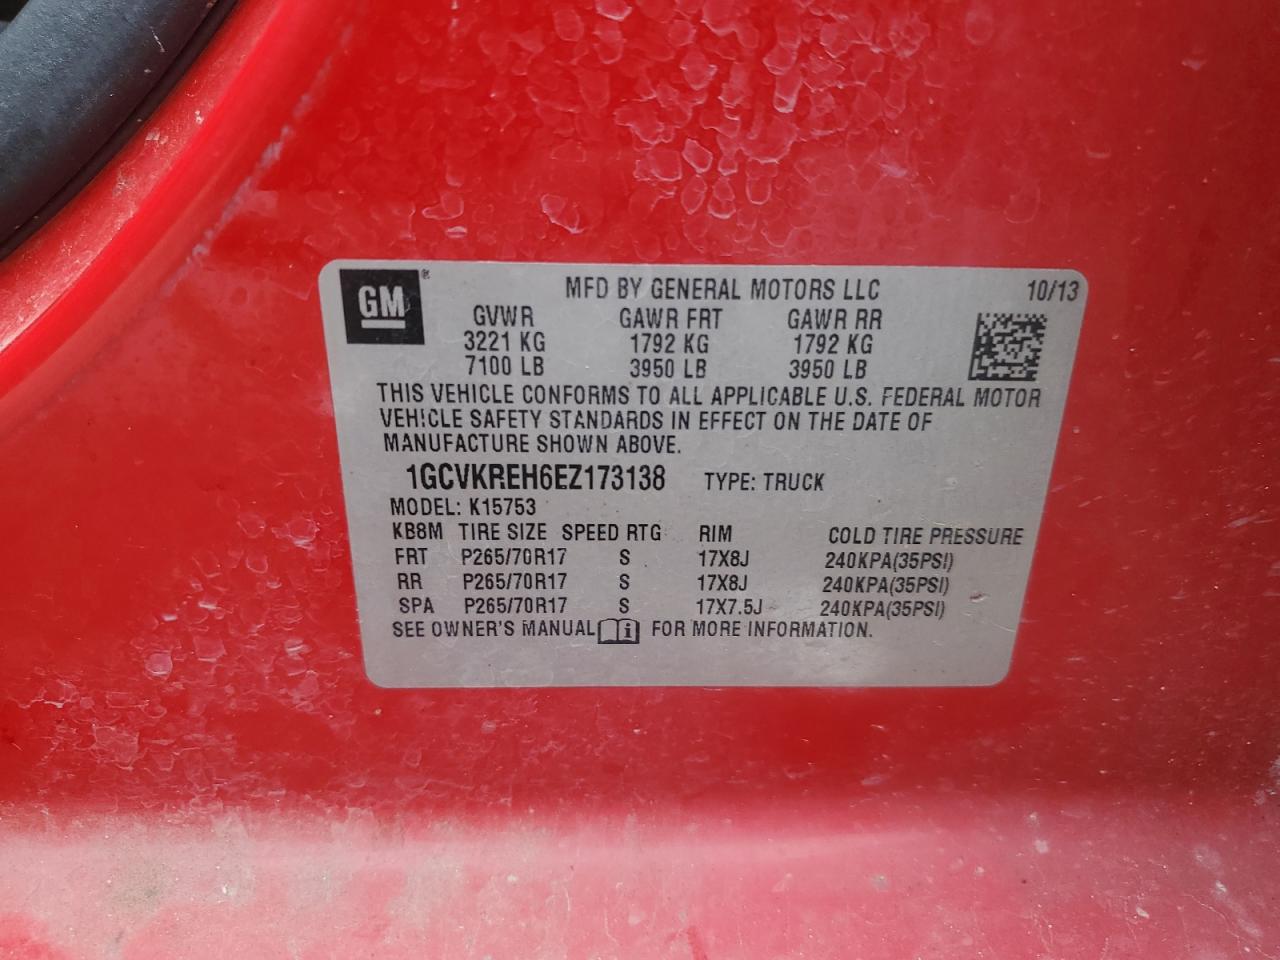 GM®
MFD BY GENERAL MOTORS LLC 10/13
GVWR GAWR FRT GAWR RR
3221 KG 1792 KG 1792 KG
7100 LB 3950 LB 3950 LB
THIS VEHICLE CONFORMS TO ALL APPLICABLE U.S. FEDERAL MOTOR
VEHICLE SAFETY STANDARDS IN EFFECT ON THE DATE OF
MANUFACTURE SHOWN ABOVE.
1GCVKREH6EZ173138 TYPE: TRUCK
MODEL: K15753
KB8M TIRE SIZE SPEED RTG RIM COLD TIRE PRESSURE
FRT P265/70R17 S 17X8J 240KPA(35PSI)
RR P265/70R17 S 17X8J 240KPA(35PSI)
SPA P265/70R17 S 17X7.5J 240KPA(35PSI)
SEE OWNER'S MANUAL FOR MORE INFORMATION.